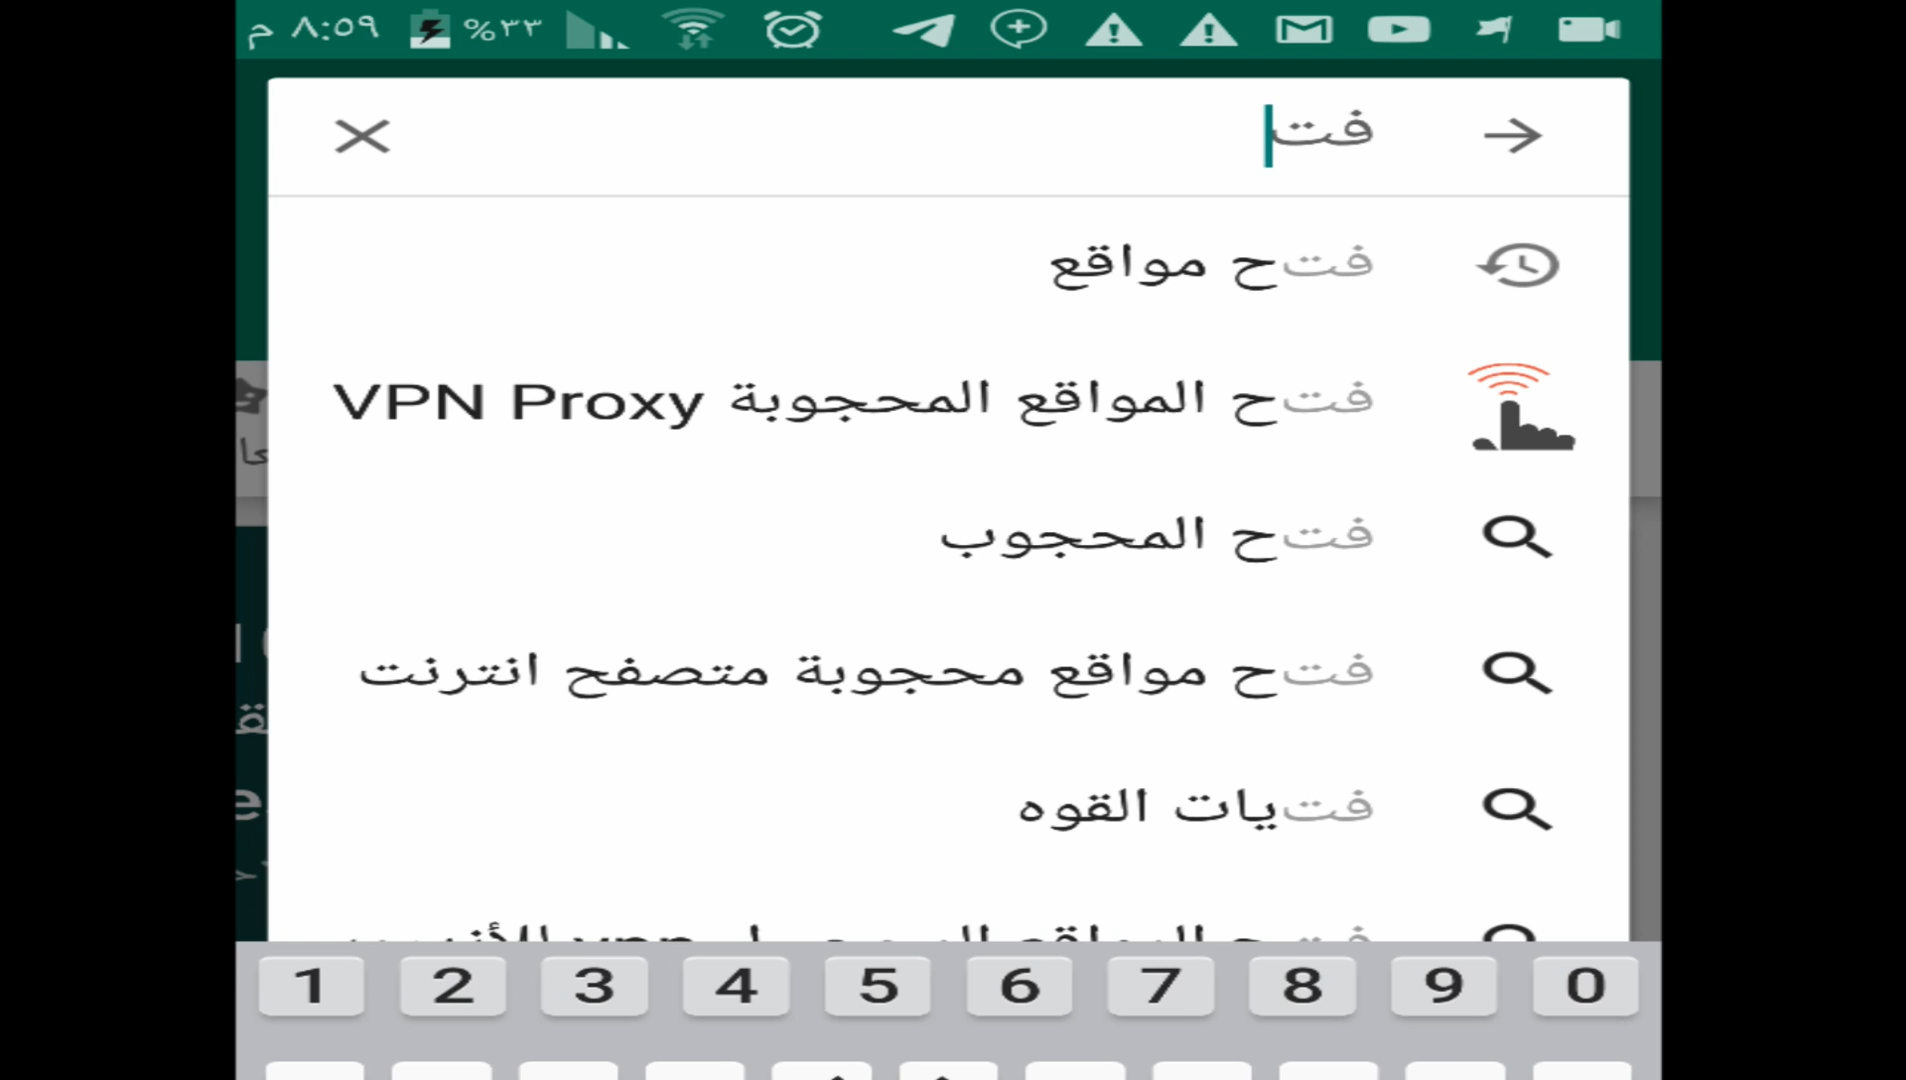 م ٨:٥٩ %٣٣
فت
فتح مواقع
فتح المواقع المحجوبة VPN Proxy
فتح المحجوب
فتح مواقع محجوبة متصفح انترنت
فتيات القوه
1 2 3 4 5 6 7 8 9 0